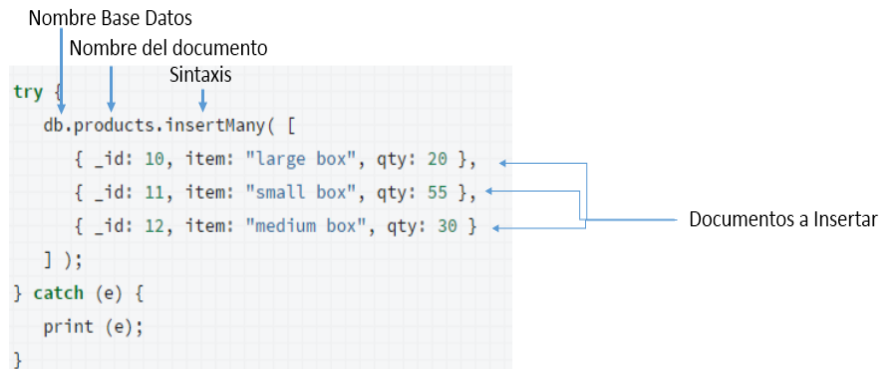 Nombre Base Datos
Nombre del documento
Sintaxis
try {
db.products.insertMany( [
{ _id: 10, item: "large box", qty: 20 },
{ _id: 11, item: "small box", qty: 55 },
{ _id: 12, item: "medium box", qty: 30 }
] );
} catch (e) {
print (e);
}
Documentos a Insertar